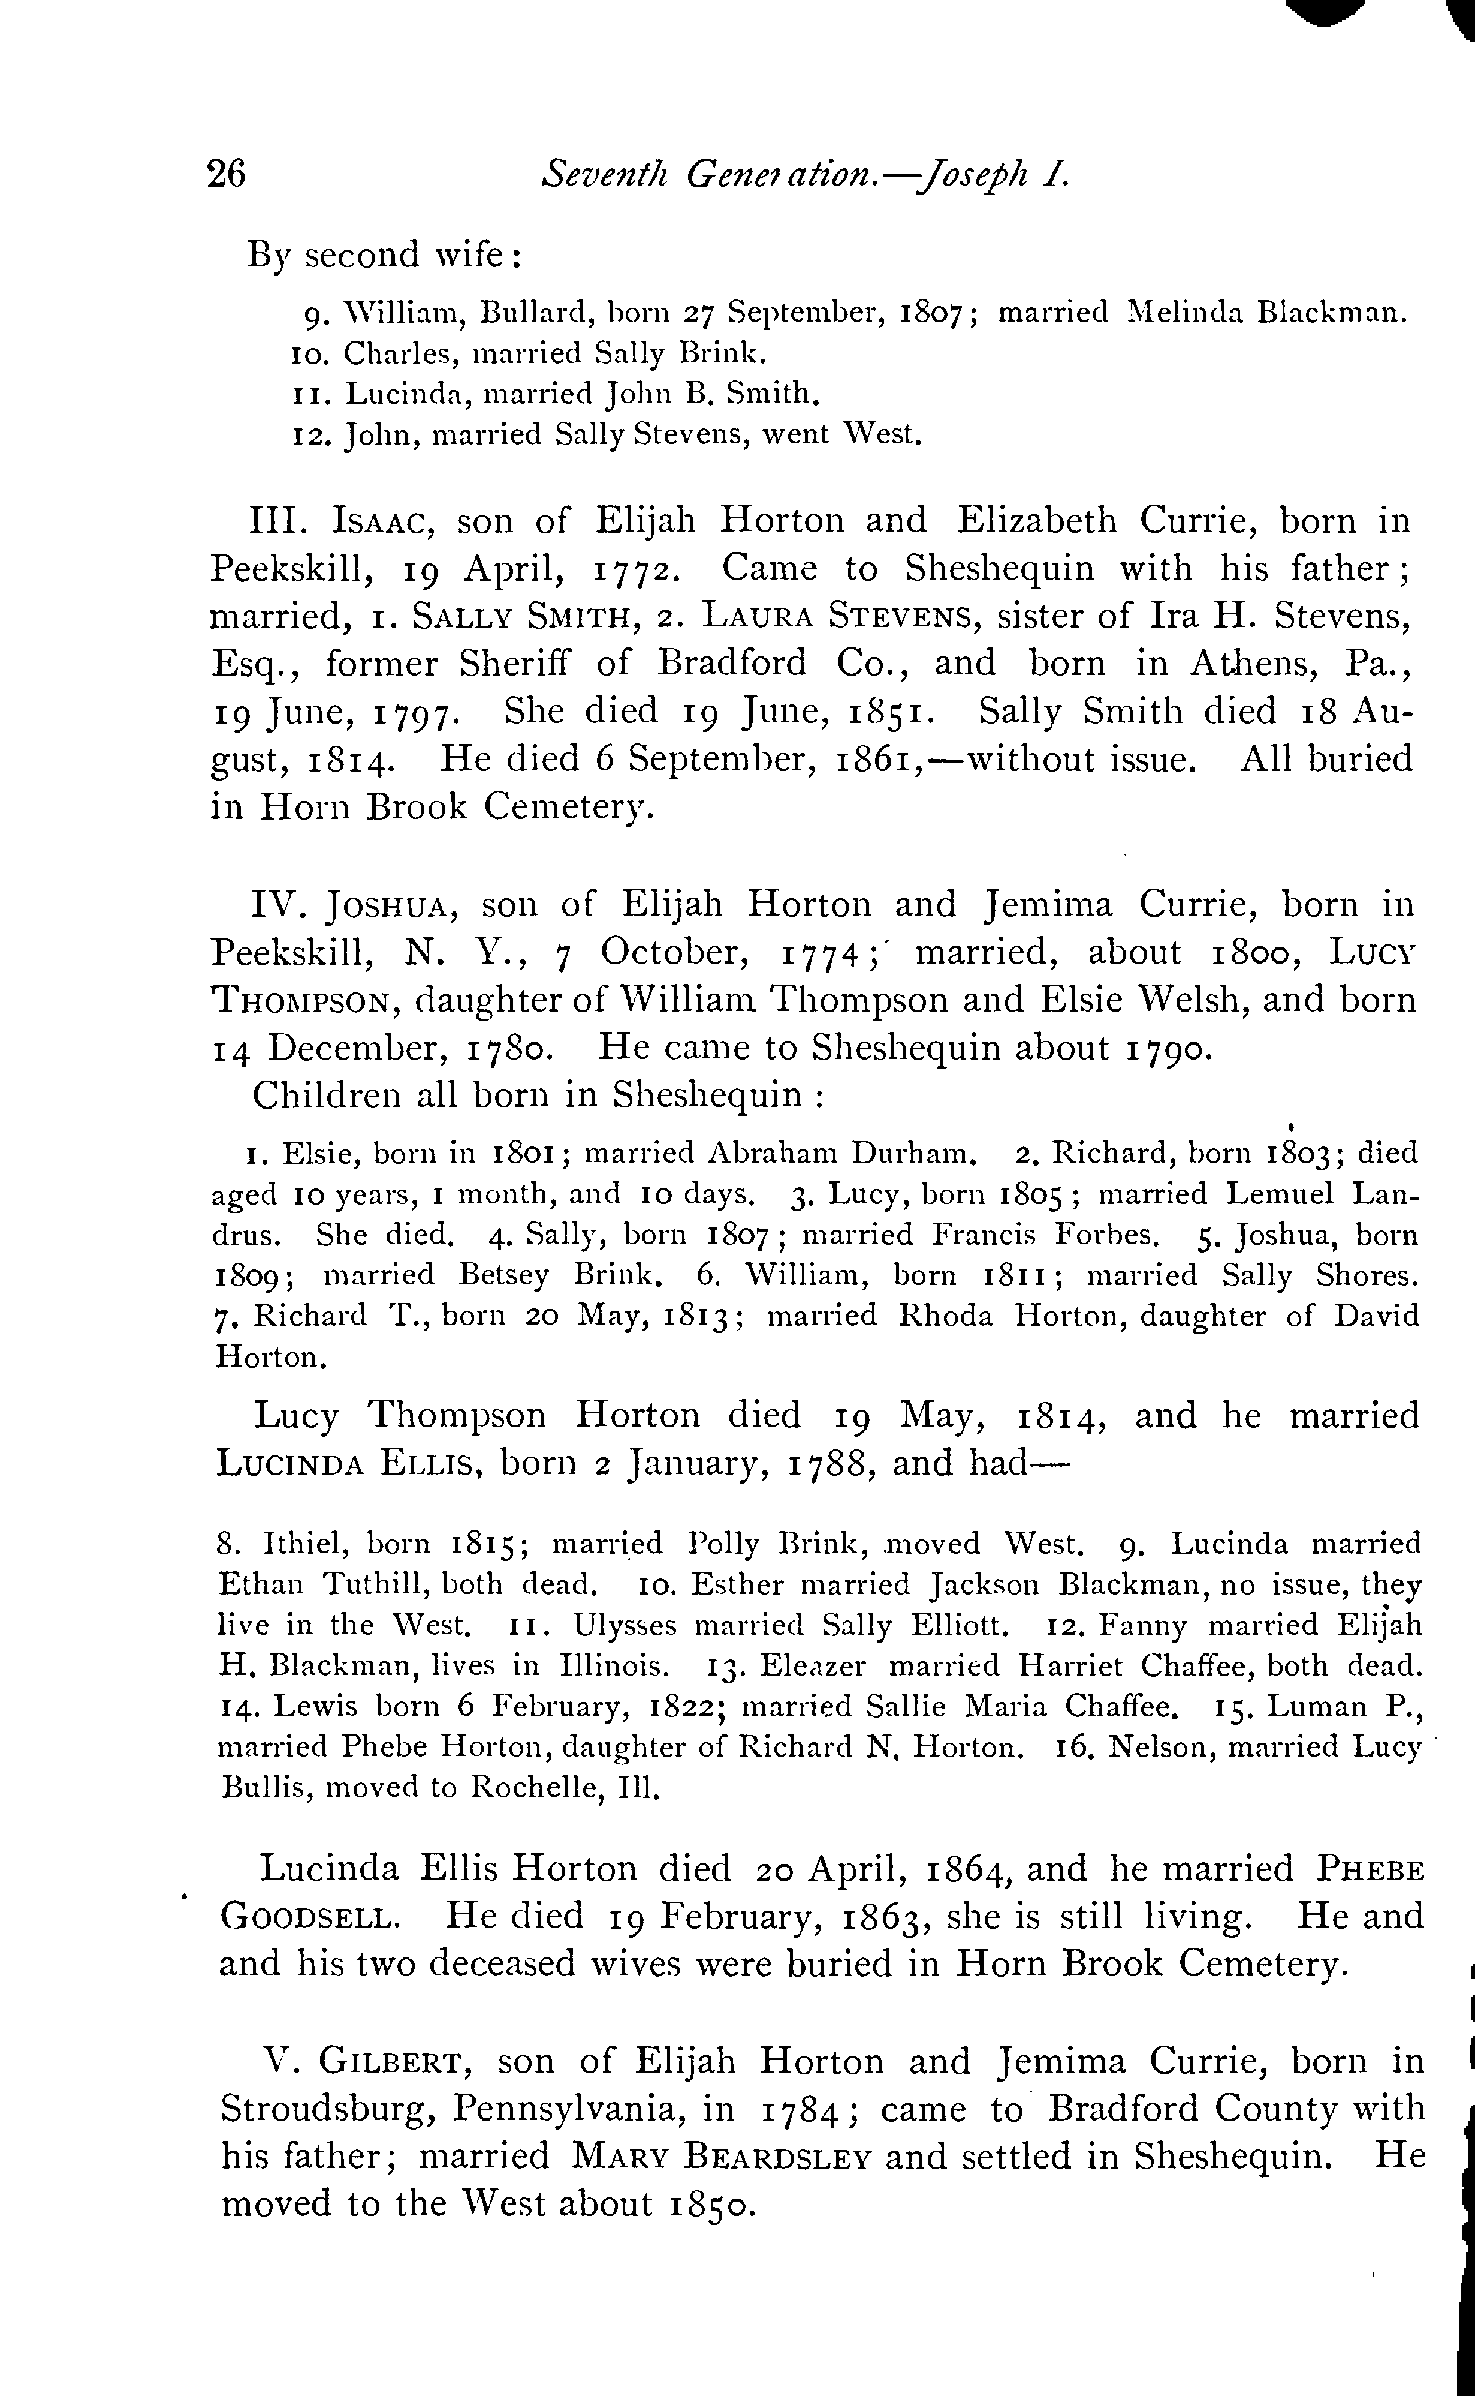 26 Seventh Generation.—Joseph I.
By second wife:
9. William, Bullard, born 27 September, 1807; married Melinda Blackman.
10. Charles, married Sally Brink.
11. Lucinda, married John B. Smith.
12. John, married Sally Stevens, went West.
III. ISAAC, son of Elijah Horton and Elizabeth Currie, born in
Peekskill, 19 April, 1772. Came to Sheshequin with his father;
married, 1. SALLY SMITH, 2. LAURA STEVENS, sister of Ira H. Stevens,
Esq., former Sheriff of Bradford Co., and born in Athens, Pa.,
19 June, 1797. She died 19 June, 1851. Sally Smith died 18 Au-
gust, 1814. He died 6 September, 1861,—without issue. All buried
in Horn Brook Cemetery.
IV. JOSHUA, son of Elijah Horton and Jemima Currie, born in
Peekskill, N. Y., 7 October, 1774; married, about 1800, LUCY
THOMPSON, daughter of William Thompson and Elsie Welsh, and born
14 December, 1780. He came to Sheshequin about 1790.
Children all born in Sheshequin :
1. Elsie, born in 1801; married Abraham Durham. 2. Richard, born 1803; died
aged 10 years, 1 month, and 10 days. 3. Lucy, born 1805; married Lemuel Lan-
drus. She died. 4. Sally, born 1807; married Francis Forbes. 5. Joshua, born
1809; married Betsey Brink. 6. William, born 1811; married Sally Shores.
7. Richard T., born 20 May, 1813; married Rhoda Horton, daughter of David
Horton.
Lucy Thompson Horton died 19 May, 1814, and he married
LUCINDA ELLIS, born 2 January, 1788, and had—
8. Ithiel, born 1815; married Polly Brink, moved West. 9. Lucinda married
Ethan Tuthill, both dead. 10. Esther married Jackson Blackman, no issue, they
live in the West. 11. Ulysses married Sally Elliott. 12. Fanny married Elijah
H. Blackman, lives in Illinois. 13. Eleazer married Harriet Chaffee, both dead.
14. Lewis born 6 February, 1822; married Sallie Maria Chaffee. 15. Luman P.,
married Phebe Horton, daughter of Richard N. Horton. 16. Nelson, married Lucy
Bullis, moved to Rochelle, Ill.
Lucinda Ellis Horton died 20 April, 1864, and he married PHEBE
GOODSELL. He died 19 February, 1863, she is still living. He and
and his two deceased wives were buried in Horn Brook Cemetery.
V. GILBERT, son of Elijah Horton and Jemima Currie, born in
Stroudsburg, Pennsylvania, in 1784; came to Bradford County with
his father; married MARY BEARDSLEY and settled in Sheshequin. He
moved to the West about 1850.